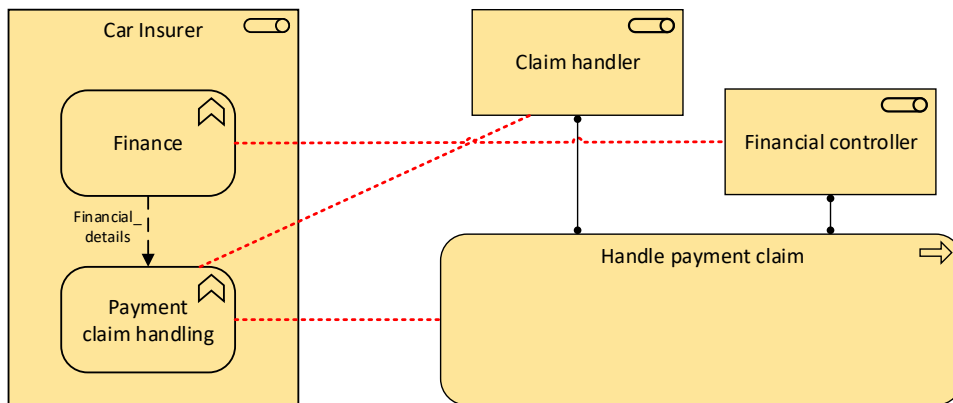 Car Insurer
Finance
Financial_
details
Payment
claim handling
Claim handler
Financial controller
Handle payment claim